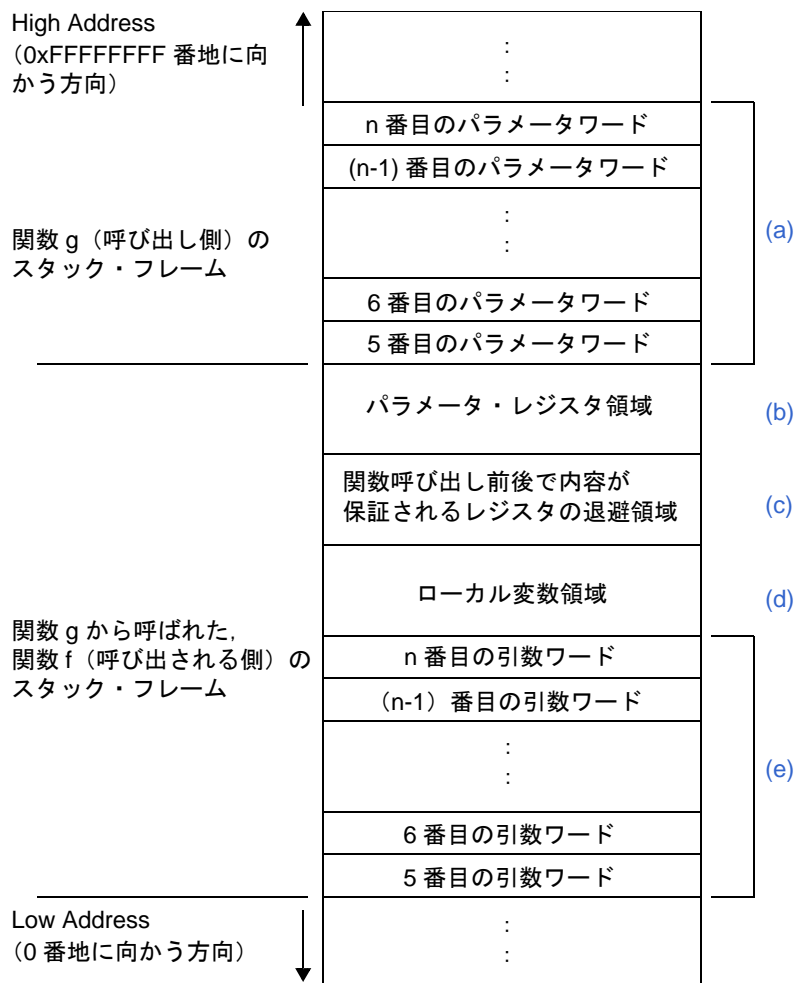 High Address
（0xFFFFFFFF 番地に向
かう方向）
:
:
n 番目のパラメータワード
(n-1) 番目のパラメータワード
:
:
関数 g（呼び出し側）の
スタック・フレーム
(a)
6 番目のパラメータワード
5 番目のパラメータワード
パラメータ・レジスタ領域
(b)
関数呼び出し前後で内容が
保証されるレジスタの退避領域
(c)
ローカル変数領域
(d)
関数 g から呼ばれた,
関数 f（呼び出される側）の
スタック・フレーム
n 番目の引数ワード
（n-1）番目の引数ワード
:
:
(e)
6 番目の引数ワード
5 番目の引数ワード
Low Address
（0 番地に向かう方向）
:
: